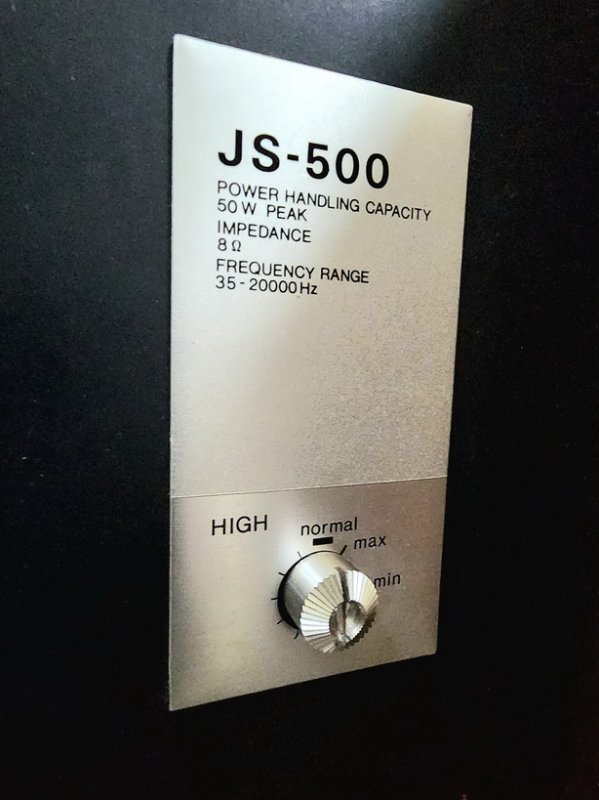 JS-500
POWER HANDLING CAPACITY
50 W PEAK
IMPEDANCE
8 Ω
FREQUENCY RANGE
35 - 20000 Hz
HIGH
normal
max
min